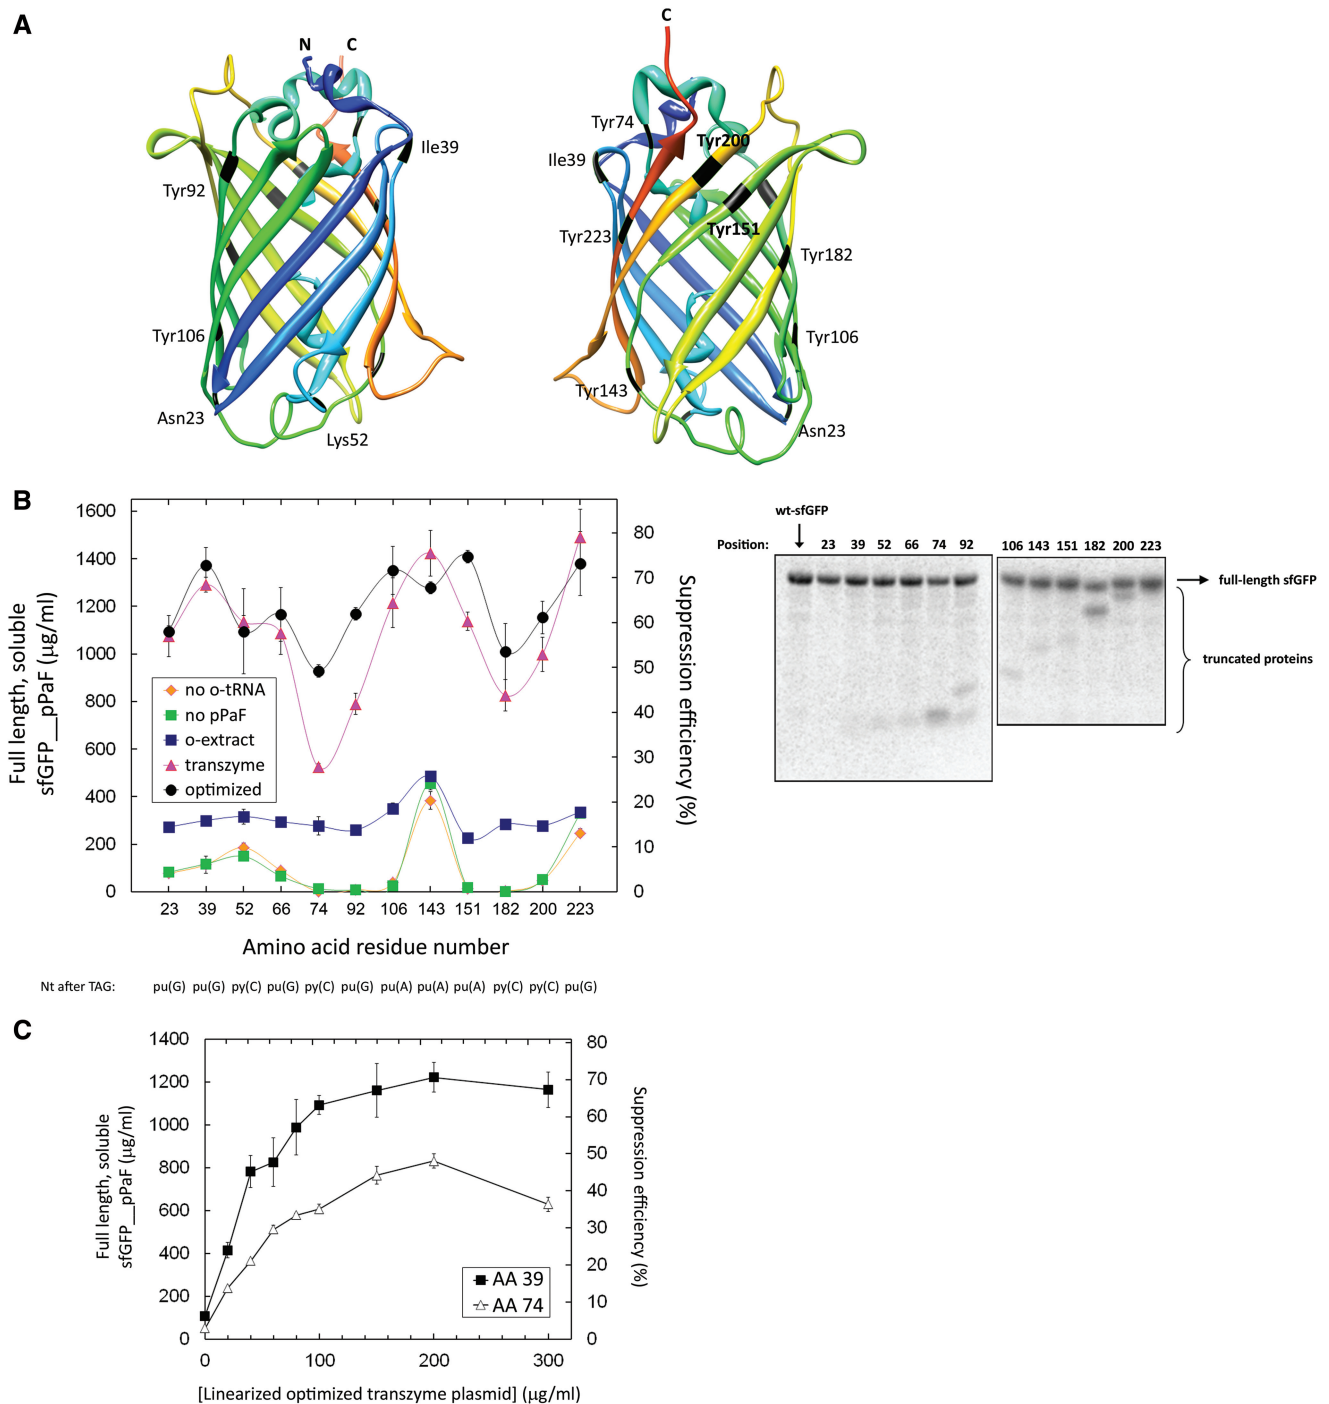 A
N
C
Ile39
Tyr92
Tyr106
Asn23
Lys52
C
Tyr74
Tyr200
Ile39
Tyr151
Tyr223
Tyr182
Tyr106
Tyr143
Asn23
B
Full length, soluble
sfGFP__pPaF (µg/ml)
1600
1400
1200
1000
800
600
400
200
0
no o-tRNA
no pPaF
o-extract
transzyme
optimized
80
70
60
50
40
30
20
10
0
Suppression efficiency (%)
23 39 52 66 74 92 106 143 151 182 200 223
Amino acid residue number
Nt after TAG: pu(G) pu(G) py(C) pu(G) py(C) pu(G) pu(A) pu(A) pu(A) py(C) py(C) pu(G)
wt-sfGFP
Position: 23 39 52 66 74 92
106 143 151 182 200 223
full-length sfGFP
truncated proteins
C
Full length, soluble
sfGFP__pPaF (µg/ml)
1400
1200
1000
800
600
400
200
0
AA 39
AA 74
80
70
60
50
40
30
20
10
0
Suppression efficiency (%)
0 100 200 300
[Linearized optimized transzyme plasmid] (µg/ml)